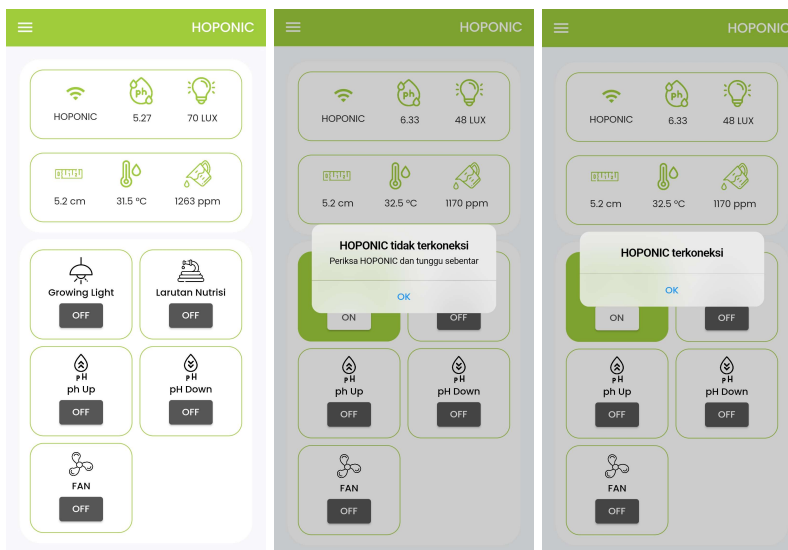 HOPONIC
HOPONIC 5.27 70 LUX
5.2 cm 31.5 °C 1263 ppm
Growing Light Larutan Nutrisi
OFF OFF
pH pH
ph Up pH Down
OFF OFF
FAN
OFF
HOPONIC
HOPONIC 6.33 48 LUX
5.2 cm 32.5 °C 1170 ppm
HOPONIC tidak terkoneksi
Periksa HOPONIC dan tunggu sebentar
OK
ON OFF
pH pH
ph Up pH Down
OFF OFF
FAN
OFF
HOPONIC
HOPONIC 6.33 48 LUX
5.2 cm 32.5 °C 1170 ppm
HOPONIC terkoneksi
OK
ON OFF
pH pH
ph Up pH Down
OFF OFF
FAN
OFF